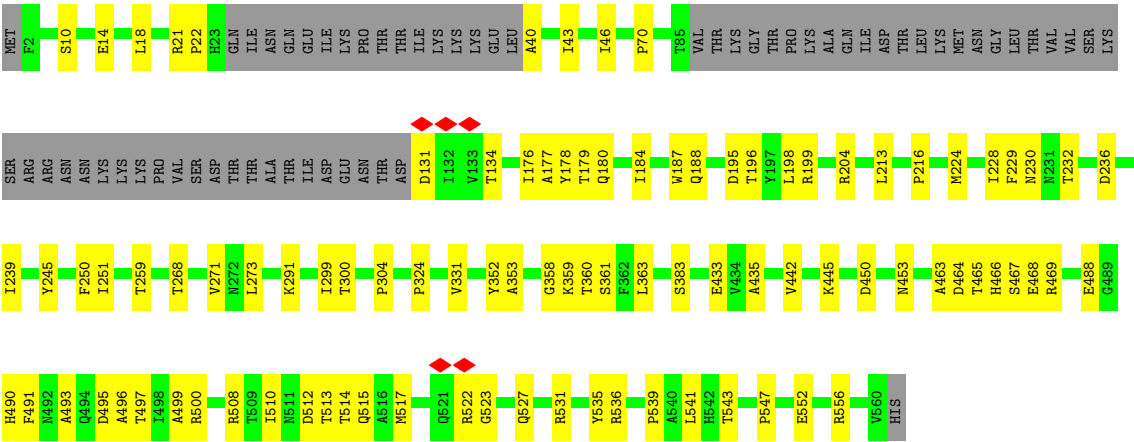 MET F2 S10 E14 L18 R21 P22 H23 GLN ILE ASN GLN GLU ILE LYS PRO THR THR ILE LYS LYS LYS GLU LEU A40 I43 I46 P70 T85 VAL THR LYS GLY THR PRO LYS ALA GLN ILE ASP THR LEU LYS MET ASN GLY LEU THR VAL VAL SER LYS
SER ARG ARG ASN ASN LYS LYS LYS PRO VAL SER ASP THR THR ALA THR ILE ASP GLU ASN THR ASP D131 I132 V133 T134 I176 A177 Y178 T179 Q180 I184 W187 Q188 D195 T196 Y197 L198 R199 R204 L213 P216 M224 I228 F229 N230 N231 T232 D236
I239 Y245 F250 I251 T259 T268 V271 N272 L273 K291 I299 T300 P304 P324 V331 Y352 A353 G358 K359 T360 S361 F362 L363 S383 E433 V434 A435 V442 K445 D450 N453 A463 D464 T465 H466 S467 E468 R469 E488 G489
H490 F491 N492 A493 Q494 D495 A496 T497 I498 A499 R500 R508 T509 I510 N511 D512 T513 T514 Q515 A516 M517 Q521 R522 G523 Q527 R531 Y535 R536 P539 A540 L541 H542 T543 P547 E552 R556 V560 HIS